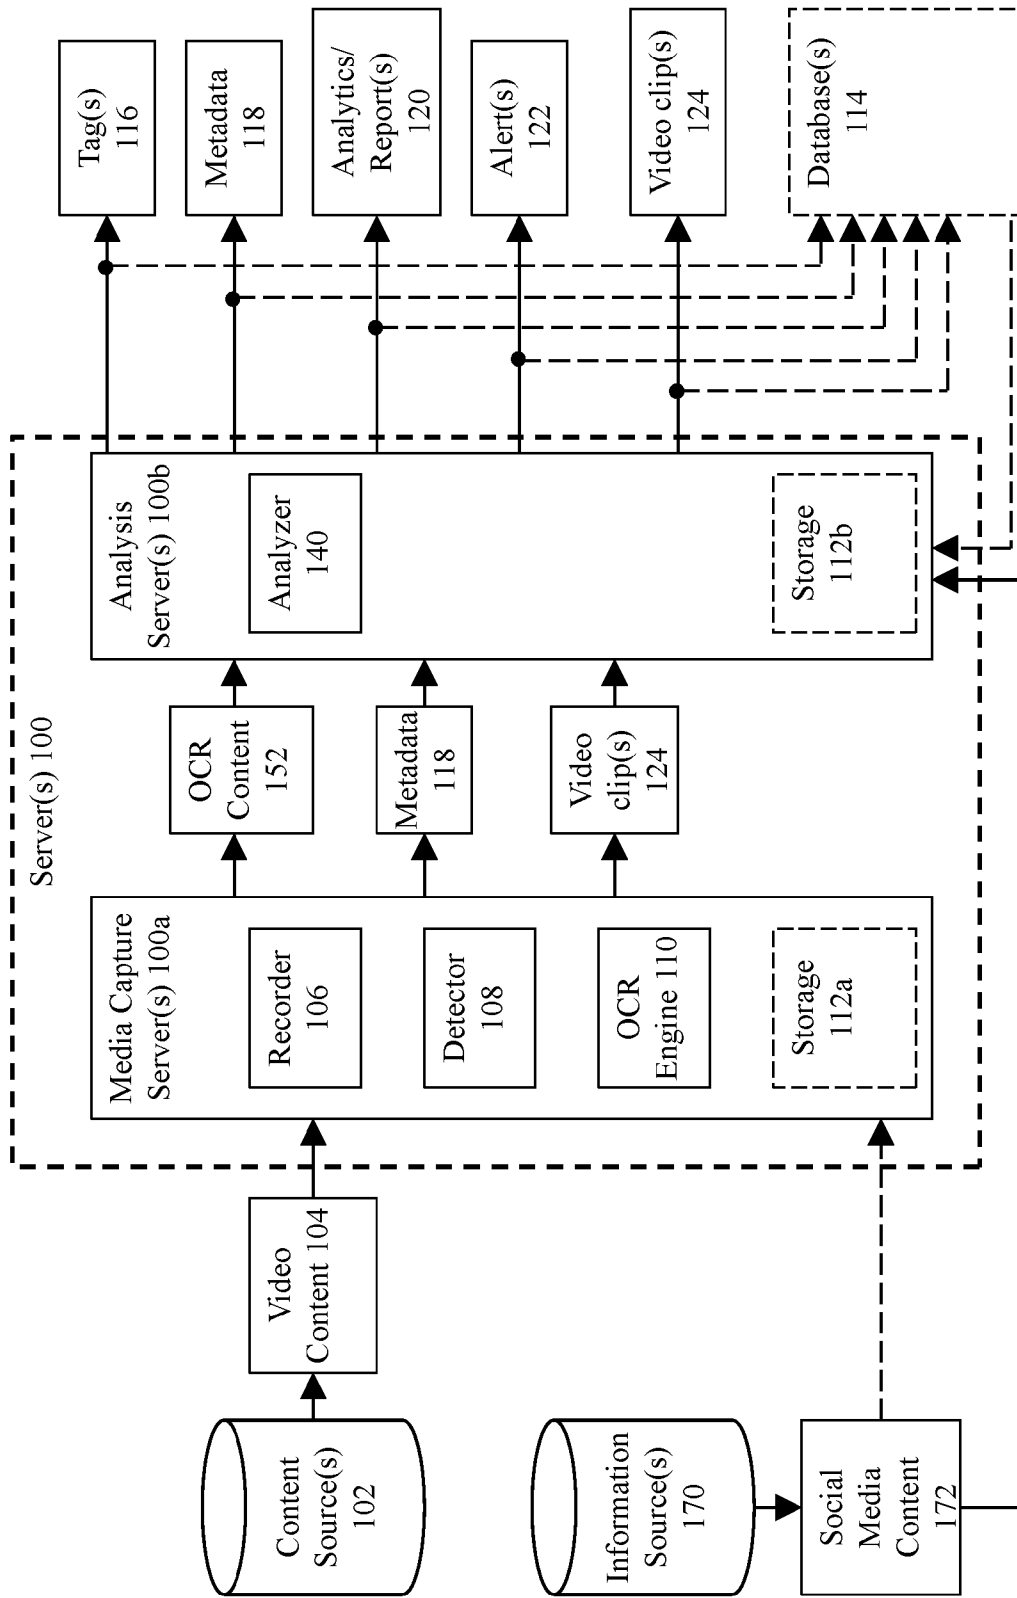 Server(s) 100
Content
Source(s)
102
Video
Content 104
Information
Source(s)
170
Social
Media
Content
172
Media Capture
Server(s) 100a
Recorder
106
Detector
108
OCR
Engine 110
Storage
112a
OCR
Content
152
Metadata
118
Video
clip(s)
124
Analysis
Server(s) 100b
Analyzer
140
Storage
112b
Tag(s)
116
Metadata
118
Analytics/
Report(s)
120
Alert(s)
122
Video clip(s)
124
Database(s)
114